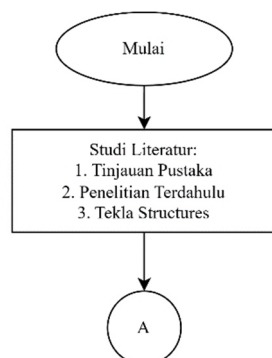 Mulai
Studi Literatur:
1. Tinjauan Pustaka
2. Penelitian Terdahulu
3. Tekla Structures
A